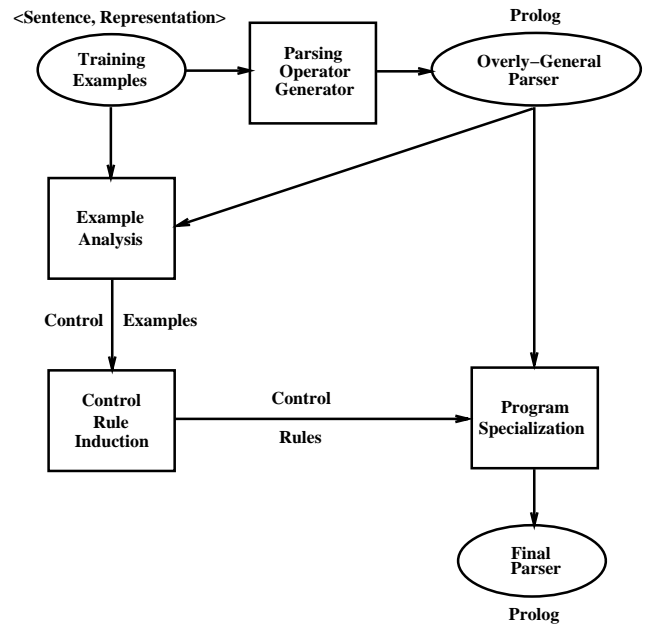 <Sentence, Representation>
Prolog
Training
Examples
Parsing
Operator
Generator
Overly−General
Parser
Example
Analysis
Control Examples
Control
Rule
Induction
Control
Rules
Program
Specialization
Final
Parser
Prolog